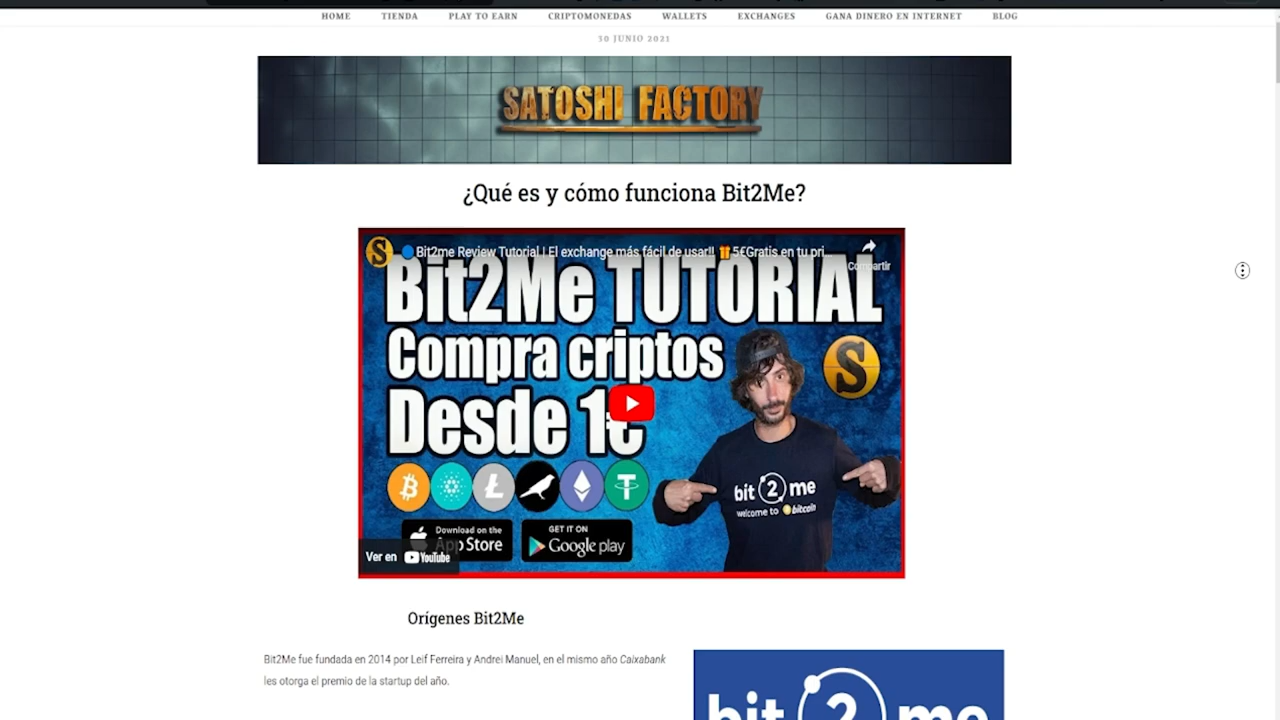 HOME TIENDA PLAY TO EARN CRIPTOMONEDAS WALLETS EXCHANGES GANA DINERO EN INTERNET BLOG
30 JUNIO 2021
SATOSHI FACTORY
¿Qué es y cómo funciona Bit2Me?
Bit2me Review Tutorial | El exchange más fácil de usar!! 5€Gratis en tu pri...
Compartir
Bit2Me TUTORIAL
Compra criptos
Desde 1€
bit 2 me
welcome to bitcoin
Download on the
App Store
GET IT ON
Google play
Ver en YouTube
Orígenes Bit2Me
Bit2Me fue fundada en 2014 por Leif Ferreira y Andrei Manuel, en el mismo año Caixabank
les otorga el premio de la startup del año.
bit 2 me